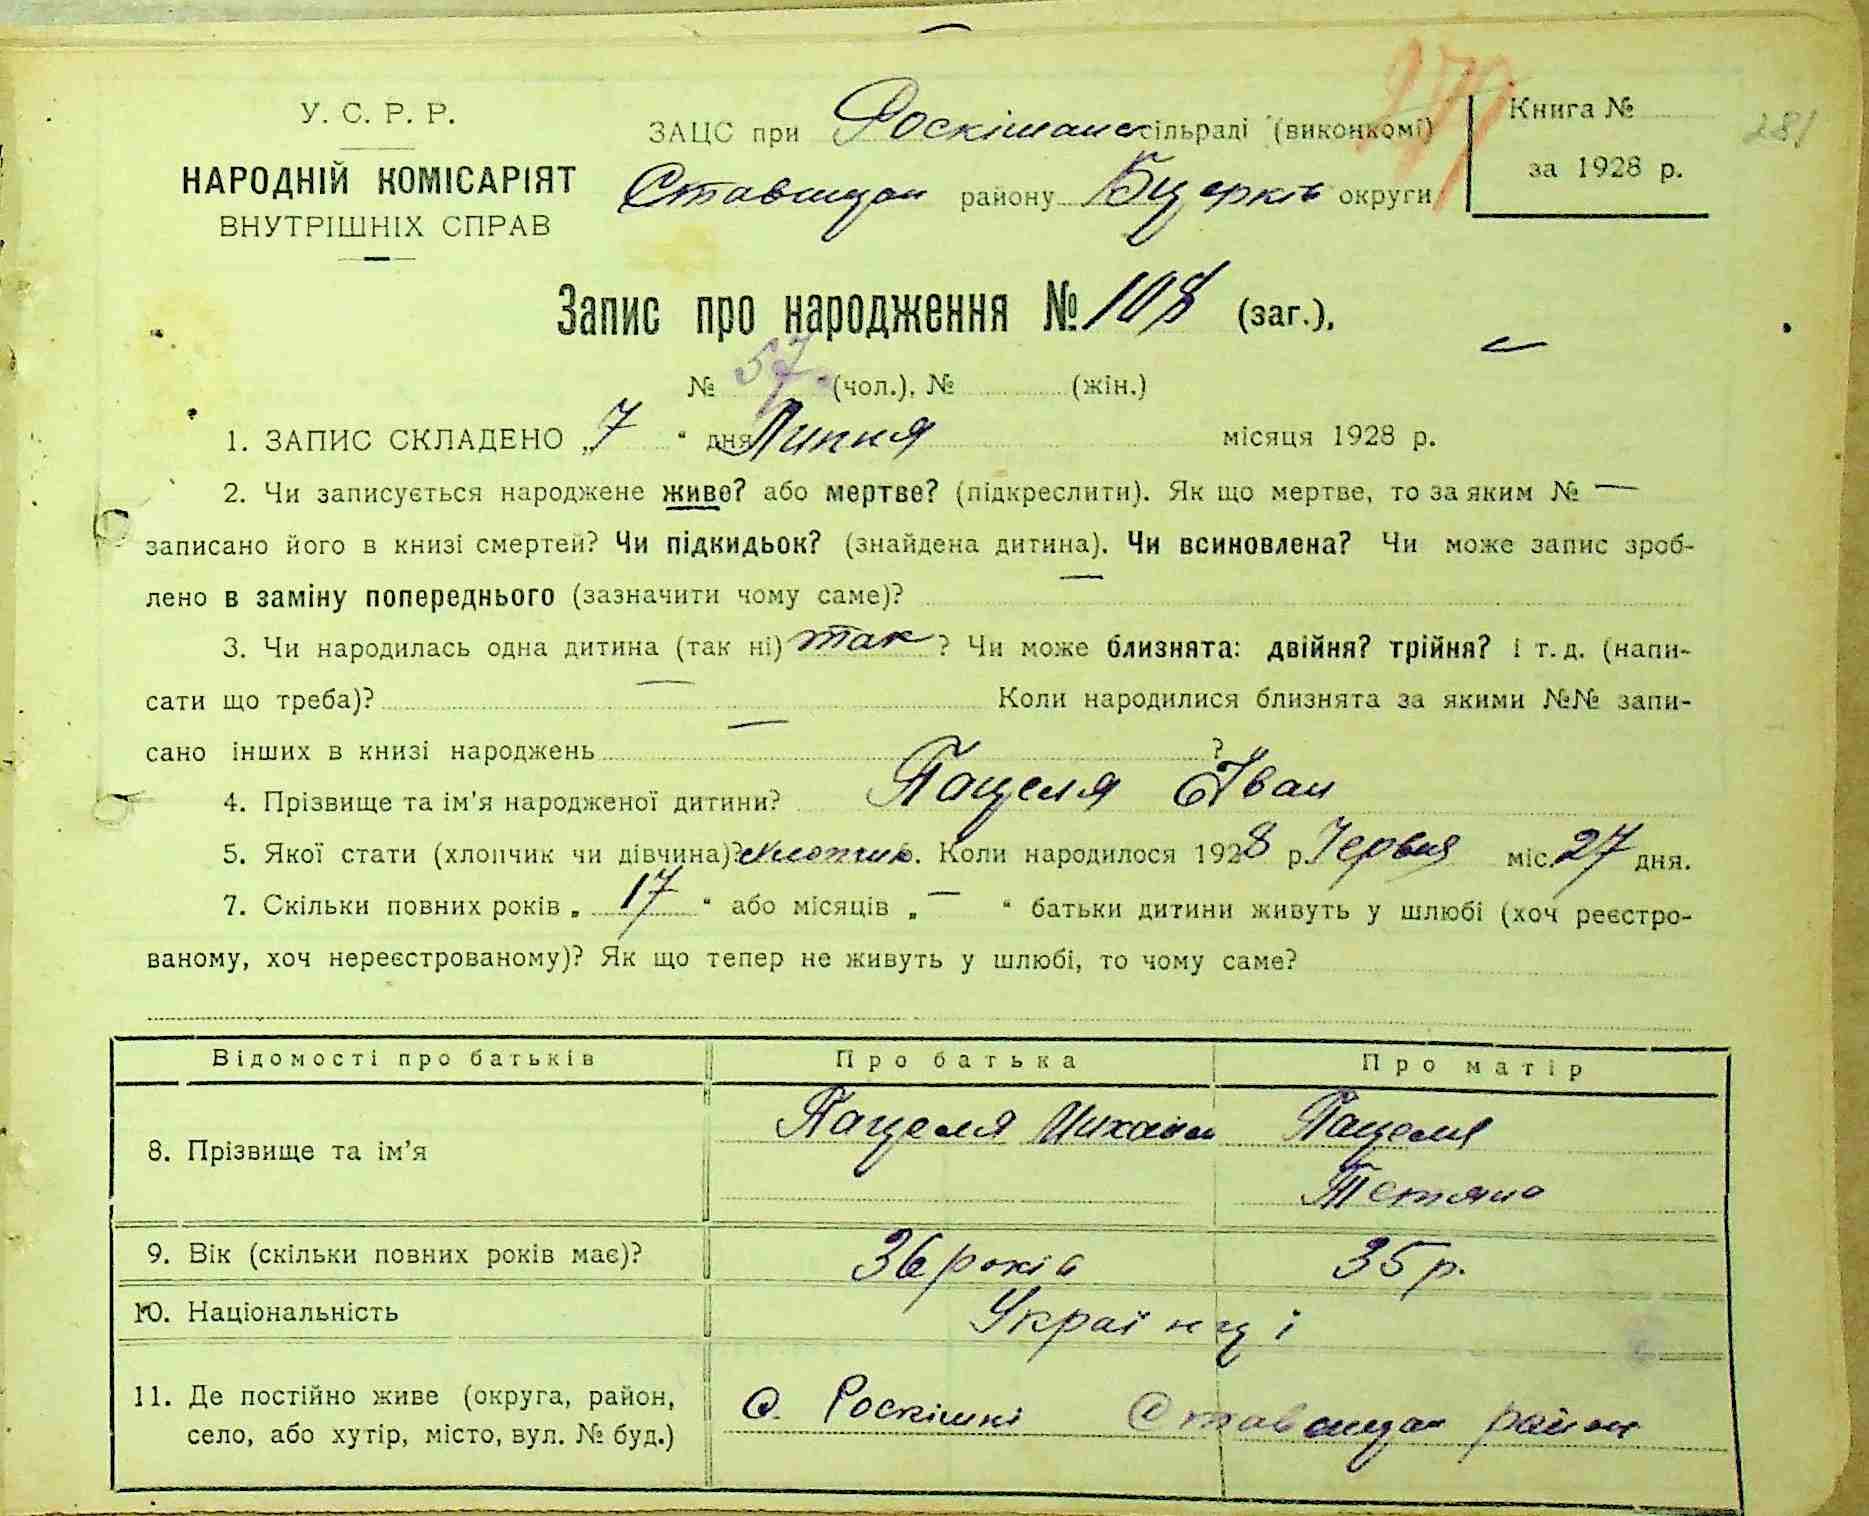 У. С. Р. Р.
НАРОДНІЙ КОМІСАРІЯТ
ВНУТРІШНІХ СПРАВ
ЗАЦС при Роскішанс сільраді (виконкомі)
Ставищан району Бцерків округи
Книга №
за 1928 р.
281
Запис про народження № 108 (заг.),
№ 57 (чол.), № (жін.)
1. ЗАПИС СКЛАДЕНО „ 7 “ дня Липня місяця 1928 р.
2. Чи записується народжене живе? або мертве? (підкреслити). Як що мертве, то за яким № —
записано його в книзі смертей? Чи підкидьок? (знайдена дитина). Чи всиновлена? Чи може запис зроб-
лено в заміну попереднього (зазначити чому саме)? —
3. Чи народилась одна дитина (так ні) так ? Чи може близнята: двійня? трійня? і т. д. (напи-
сати що треба)? — Коли народилися близнята за якими №№ запи-
сано інших в книзі народжень — ?
4. Прізвище та ім’я народженої дитини? Пацеля Іван
5. Якої стати (хлопчик чи дівчина)? хлопчик 6. Коли народилося 1928 р. Червня міс. 27 дня.
7. Скільки повних років „ 17 “ або місяців „ — “ батьки дитини живуть у шлюбі (хоч реєстро-
ваному, хоч нереєстрованому)? Як що тепер не живуть у шлюбі, то чому саме?
Відомості про батьків Про батька Про матір
8. Прізвище та ім’я Пацеля Михайл Пацеля
Тетяна
9. Вік (скільки повних років має)? 36 років 35 р.
10. Національність Українці
11. Де постійно живе (округа, район,
село, або хутір, місто, вул. № буд.) с. Роскішні Ставищан район